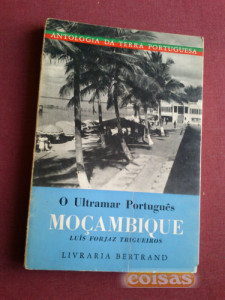 ANTOLOGIA DA TERRA PORTUGUESA
O Ultramar Português
MOÇAMBIQUE
LUÍS FORJAZ TRIGUEIROS
LIVRARIA BERTRAND
coisas